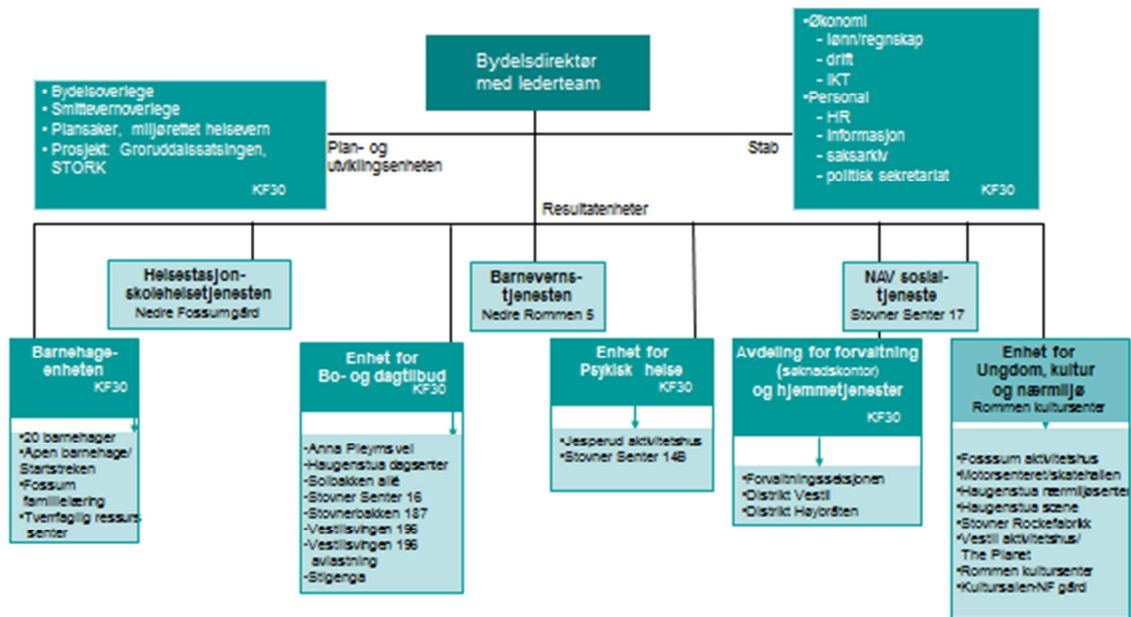 Bydelsdirektør
med lederteam
• Bydelsoverlege
• Smittevernoverlege
• Plansaker, miljørettet helsevern
• Prosjekt: Groruddalssatsingen,
STORK
KF30
Plan- og
utviklingsenheten
Stab
•Økonomi
– lønn/regnskap
– drift
– IKT
•Personal
– HR
– Informasjon
– saksarkiv
– politisk sekretariat
KF30
Resultatenheter
Helsestasjon-
skolehelsetjenesten
Nedre Fossumgård
Barneverns-
tjenesten
Nedre Rommen 5
NAV sosial-
tjeneste
Stovner Senter 17
Barnehage-
enheten
KF30
•20 barnehager
•Åpen barnehage/
Startstreken
•Fossum
familielæring
•Tverrfaglig ressurs
senter
Enhet for
Bo- og dagtilbud
KF30
•Anna Pleymsvei
•Haugenstua dagsenter
•Solbakken allé
•Stovner Senter 16
•Stovnerbakken 187
•Vestlisvingen 196
•Vestlisvingen 196
avlastning
•Stigenga
Enhet for
Psykisk helse
KF30
•Jesperud aktivitetshus
•Stovner Senter 14B
Avdeling for forvaltning
(søknadskontor)
og hjemmetjenester
KF30
•Forvaltningsseksjonen
•Distrikt Vestli
•Distrikt Høybråten
Enhet for
Ungdom, kultur
og nærmiljø
Rommen kultursenter
•Fosssum aktivitetshus
•Motorsenteret/skatehallen
•Haugenstua nærmiljøsenter
•Haugenstua scene
•Stovner Rockefabrikk
•Vestli aktivitetshus/
The Planet
•Rommen kultursenter
•Kultursalen-NF gård